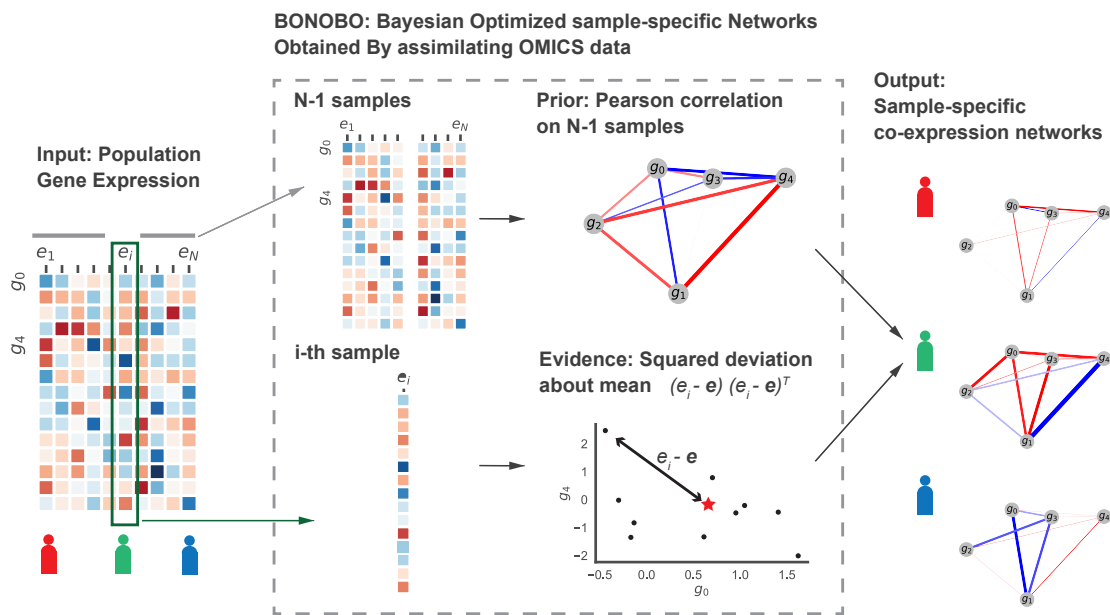 BONOBO: Bayesian Optimized sample-specific Networks
Obtained By assimilating OMICS data
Input: Population
Gene Expression
e1 ei eN
g0
g4
N-1 samples
e1 eN
g0
g4
Prior: Pearson correlation
on N-1 samples
g0
g3
g4
g2
g1
i-th sample
ei
Evidence: Squared deviation
about mean (ei - e) (ei - e)T
ei - e
g4
2
1
0
−1
−2
−0.5 0.0 0.5 1.0 1.5
g0
Output:
Sample-specific
co-expression networks
g0
g3
g4
g2
g1
g0
g3
g4
g2
g1
g0
g3
g4
g2
g1